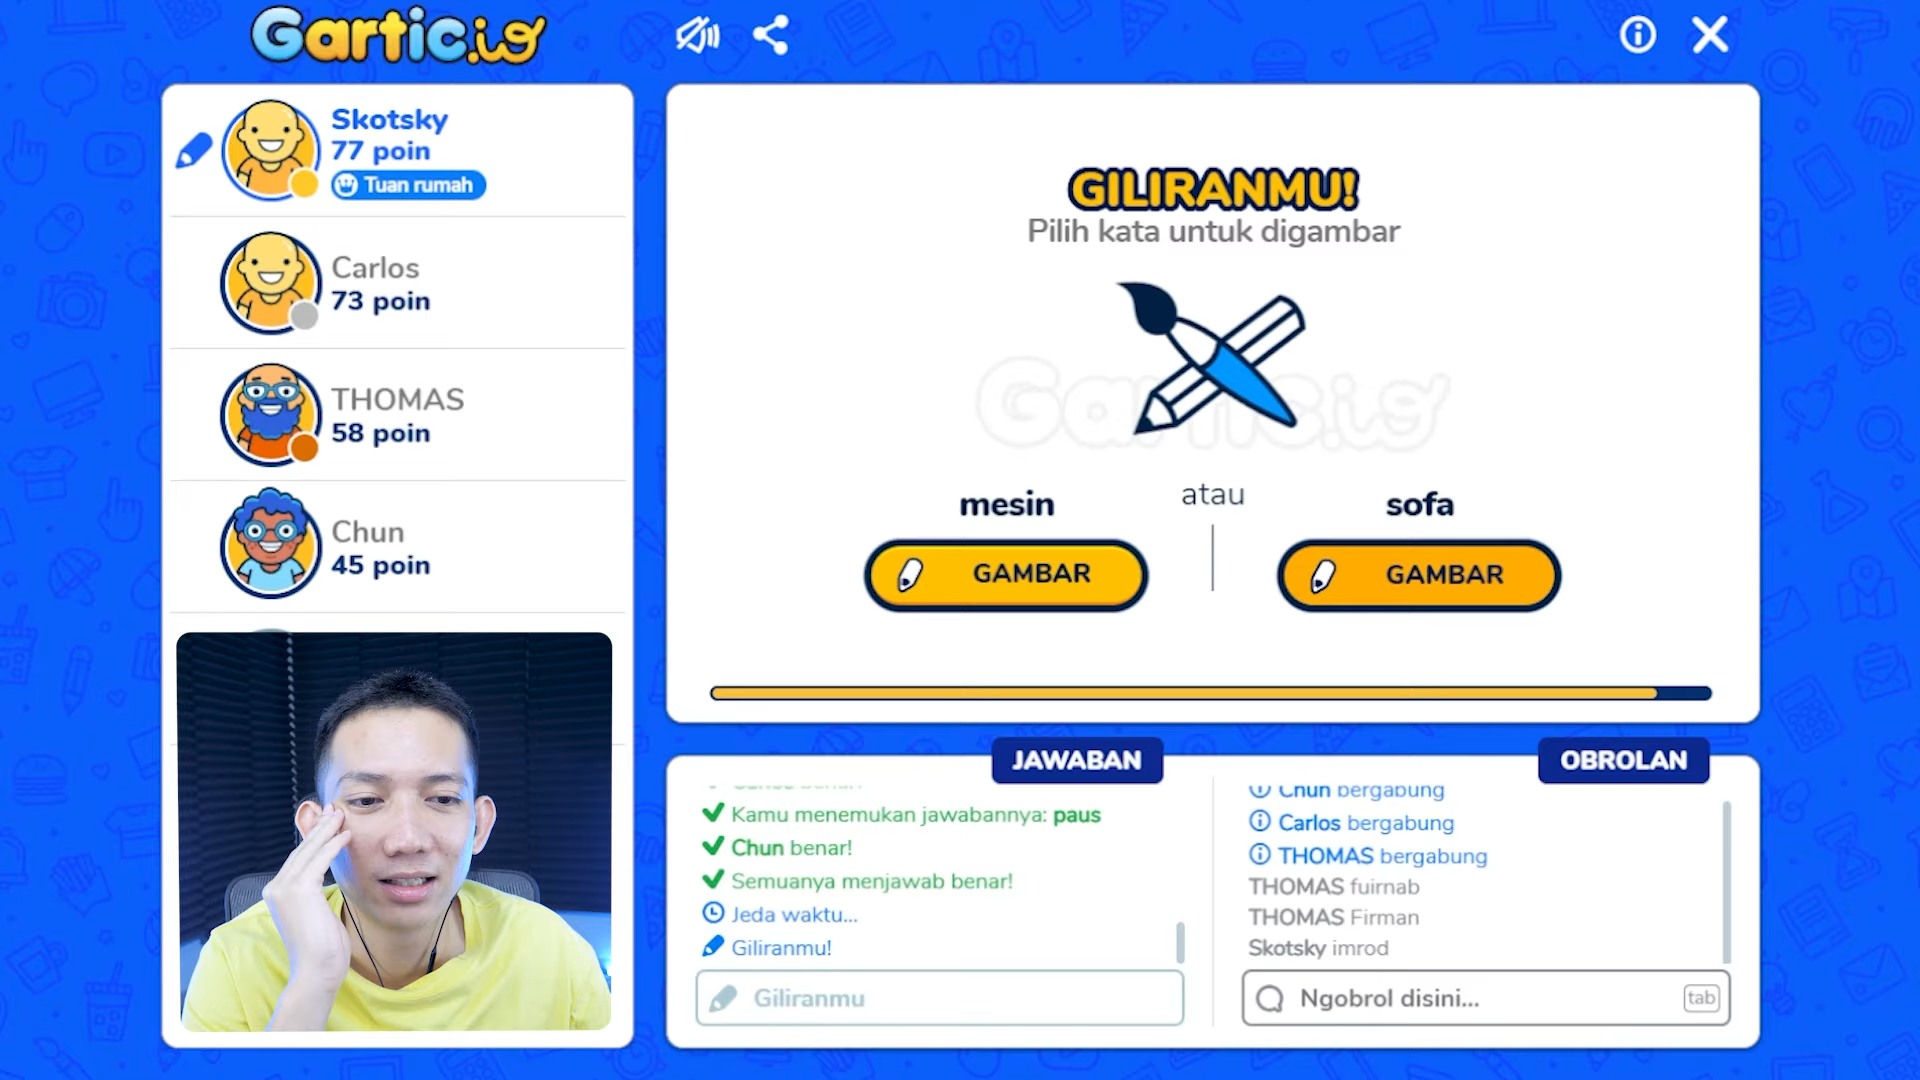 Gartic.io
Skotsky
77 poin
Tuan rumah
Carlos
73 poin
THOMAS
58 poin
Chun
45 poin
GILIRANMU!
Pilih kata untuk digambar
Gartic.io
mesin
atau
sofa
GAMBAR
GAMBAR
JAWABAN
Kamu menemukan jawabannya: paus
Chun benar!
Semuanya menjawab benar!
Jeda waktu...
Giliranmu!
Giliranmu
OBROLAN
Chun bergabung
Carlos bergabung
THOMAS bergabung
THOMAS fuirnab
THOMAS Firman
Skotsky imrod
Ngobrol disini...
tab